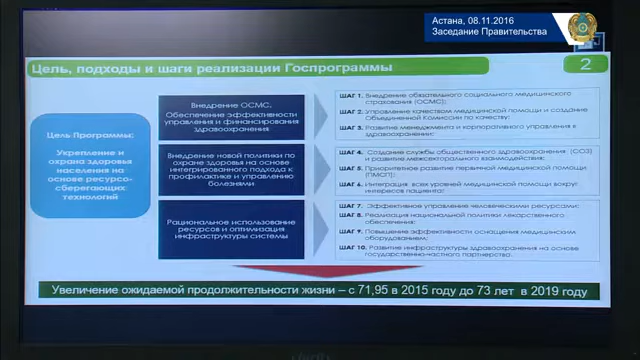 Астана, 08.11.2016
Заседание Правительства
Цель, подходы и шаги реализации Госпрограммы
2
Цель Программы:
Укрепление и
охрана здоровья
населения на
основе ресурсо-
сберегающих
технологий
Внедрение ОСМС,
Обеспечение эффективности
управления и финансирования
здравоохранения
Внедрение новой политики по
охране здоровья на основе
интегрированного подхода к
профилактике и управлению
болезнями
Рациональное использование
ресурсов и оптимизация
инфраструктуры системы
ШАГ 1. Внедрение обязательного социального медицинского
страхования (ОСМС);
ШАГ 2. Управление качеством медицинской помощи и создание
Объединенной Комиссии по качеству;
ШАГ 3. Развитие менеджмента и корпоративного управления в
здравоохранении;
ШАГ 4. Создание службы общественного здравоохранения (СОЗ)
и развитие межсекторального взаимодействия;
ШАГ 5. Приоритетное развитие первичной медицинской помощи
(ПМСП);
ШАГ 6. Интеграция всех уровней медицинской помощи вокруг
интересов пациента;
ШАГ 7. Эффективное управление человеческими ресурсами;
ШАГ 8. Реализация национальной политики лекарственного
обеспечения;
ШАГ 9. Повышение эффективности оснащения медицинским
оборудованием;
ШАГ 10. Развитие инфраструктуры здравоохранения на основе
государственно-частного партнерства.
Увеличение ожидаемой продолжительности жизни – с 71,95 в 2015 году до 73 лет в 2019 году